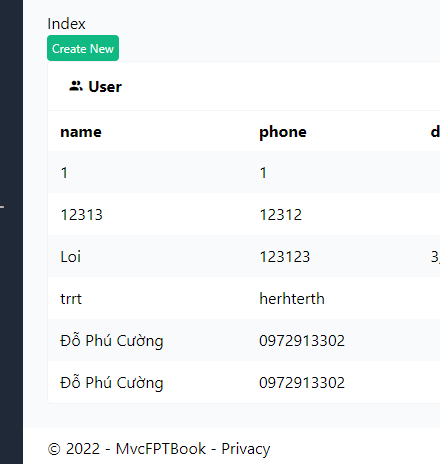 Index
Create New
User
name phone d
1 1
12313 12312
Loi 123123 3
trrt herhterth
Đỗ Phú Cường 0972913302
Đỗ Phú Cường 0972913302
© 2022 - MvcFPTBook - Privacy